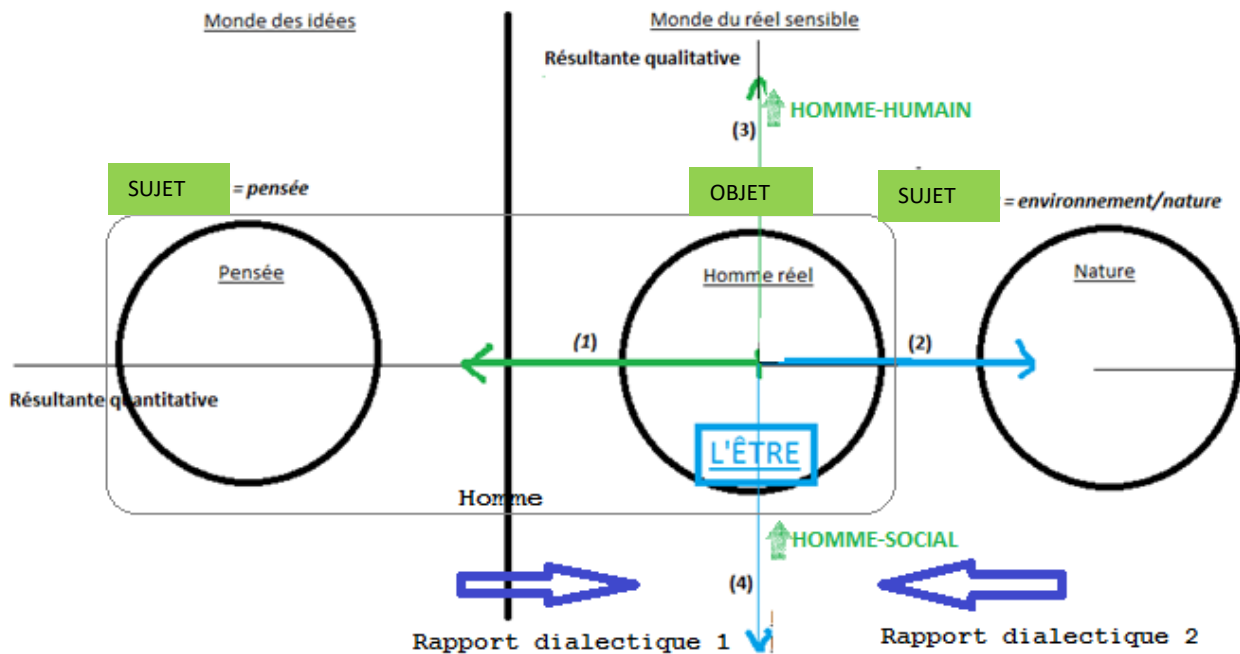 Monde des idées
Monde du réel sensible
Résultante qualitative
HOMME-HUMAIN
(3)
SUJET = pensée
OBJET
SUJET = environnement/nature
Pensée
Homme réel
Nature
(1)
(2)
Résultante quantitative
L'ÊTRE
Homme
HOMME-SOCIAL
(4)
Rapport dialectique 1
Rapport dialectique 2